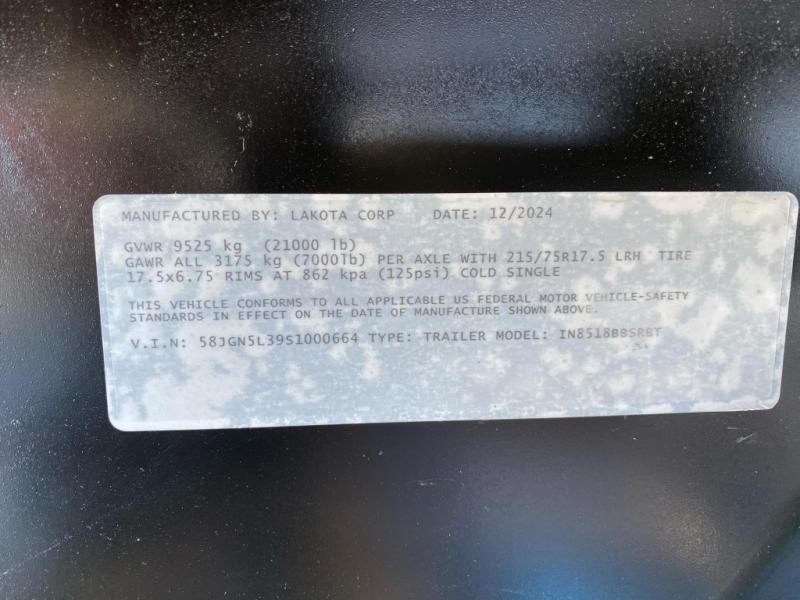 MANUFACTURED BY: LAKOTA CORP DATE: 12/2024
GVWR 9525 kg (21000 lb)
GAWR ALL 3175 kg (7000lb) PER AXLE WITH 215/75R17.5 LRH TIRE
17.5x6.75 RIMS AT 862 kpa (125psi) COLD SINGLE
THIS VEHICLE CONFORMS TO ALL APPLICABLE US FEDERAL MOTOR VEHICLE-SAFETY
STANDARDS IN EFFECT ON THE DATE OF MANUFACTURE SHOWN ABOVE.
V.I.N: 58JGN5L39S1000664 TYPE: TRAILER MODEL: